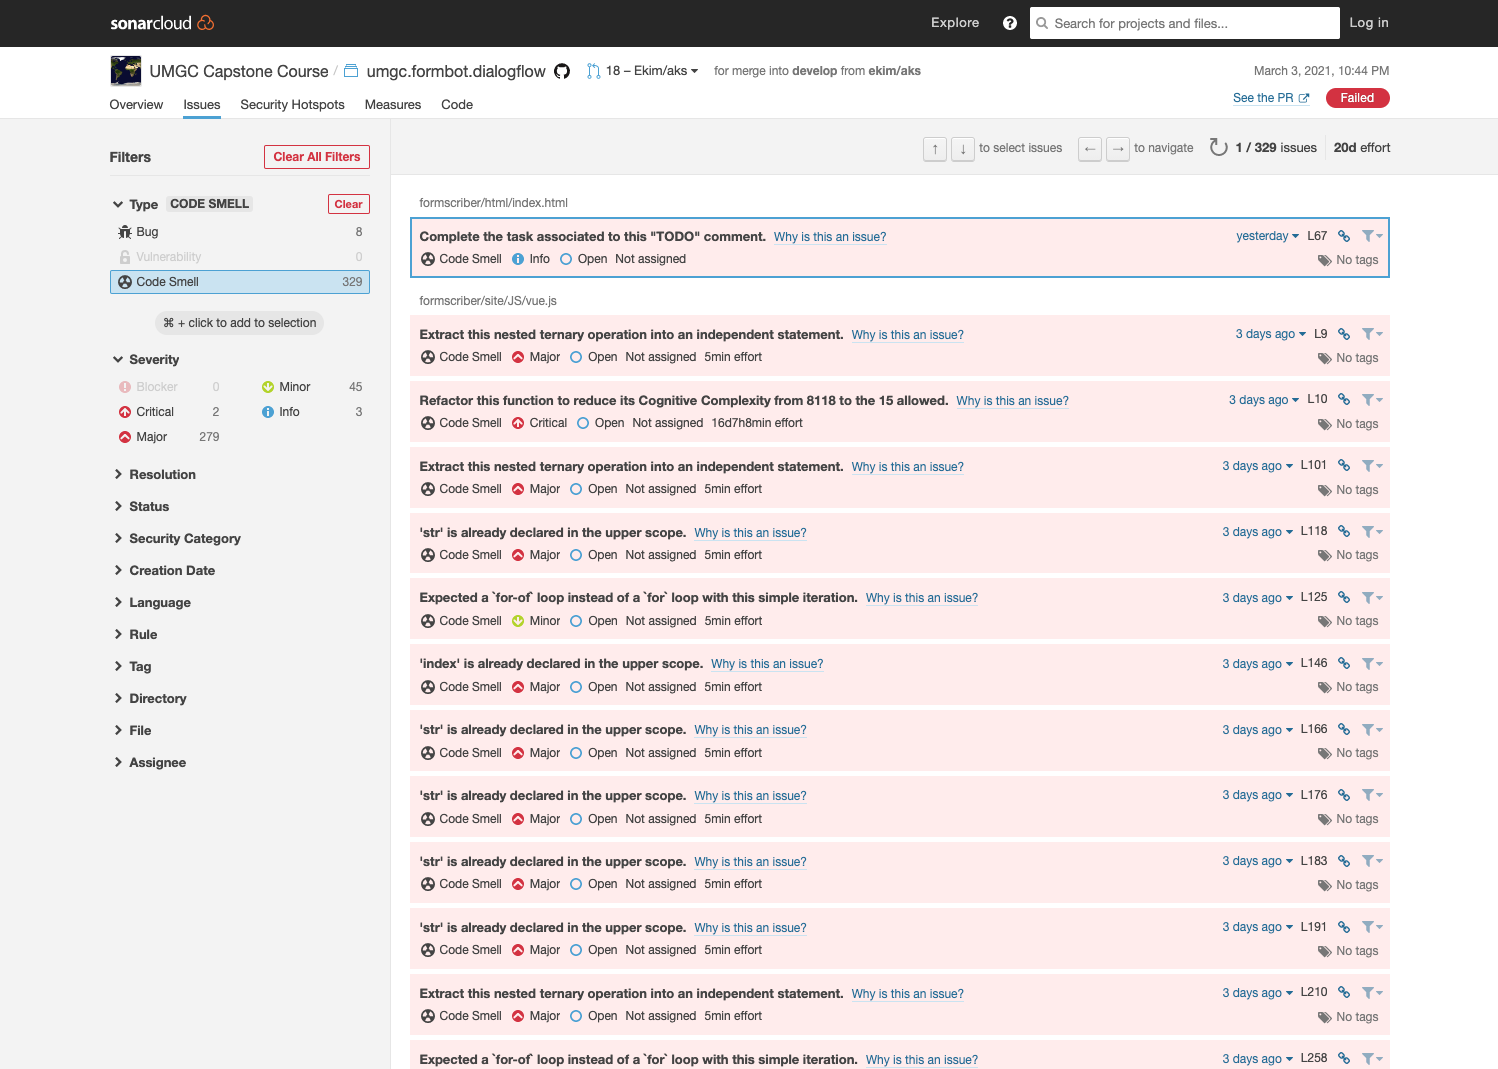 sonarcloud
Explore
Search for projects and files...
Log in
UMGC Capstone Course / umgc.formbot.dialogflow 18 – Ekim/aks for merge into develop from ekim/aks
March 3, 2021, 10:44 PM
Overview Issues Security Hotspots Measures Code
See the PR Failed
Filters
Clear All Filters
Type CODE SMELL Clear
Bug 8
Vulnerability 0
Code Smell 329
⌘ + click to add to selection
Severity
Blocker 0 Minor 45
Critical 2 Info 3
Major 279
Resolution
Status
Security Category
Creation Date
Language
Rule
Tag
Directory
File
Assignee
↑ ↓ to select issues ← → to navigate 1 / 329 issues 20d effort
formscriber/html/index.html
Complete the task associated to this "TODO" comment. Why is this an issue? yesterday L67
Code Smell Info Open Not assigned No tags
formscriber/site/JS/vue.js
Extract this nested ternary operation into an independent statement. Why is this an issue? 3 days ago L9
Code Smell Major Open Not assigned 5min effort No tags
Refactor this function to reduce its Cognitive Complexity from 8118 to the 15 allowed. Why is this an issue? 3 days ago L10
Code Smell Critical Open Not assigned 16d7h8min effort No tags
Extract this nested ternary operation into an independent statement. Why is this an issue? 3 days ago L101
Code Smell Major Open Not assigned 5min effort No tags
'str' is already declared in the upper scope. Why is this an issue? 3 days ago L118
Code Smell Major Open Not assigned 5min effort No tags
Expected a `for-of` loop instead of a `for` loop with this simple iteration. Why is this an issue? 3 days ago L125
Code Smell Minor Open Not assigned 5min effort No tags
'index' is already declared in the upper scope. Why is this an issue? 3 days ago L146
Code Smell Major Open Not assigned 5min effort No tags
'str' is already declared in the upper scope. Why is this an issue? 3 days ago L166
Code Smell Major Open Not assigned 5min effort No tags
'str' is already declared in the upper scope. Why is this an issue? 3 days ago L176
Code Smell Major Open Not assigned 5min effort No tags
'str' is already declared in the upper scope. Why is this an issue? 3 days ago L183
Code Smell Major Open Not assigned 5min effort No tags
'str' is already declared in the upper scope. Why is this an issue? 3 days ago L191
Code Smell Major Open Not assigned 5min effort No tags
Extract this nested ternary operation into an independent statement. Why is this an issue? 3 days ago L210
Code Smell Major Open Not assigned 5min effort No tags
Expected a `for-of` loop instead of a `for` loop with this simple iteration. Why is this an issue? 3 days ago L258